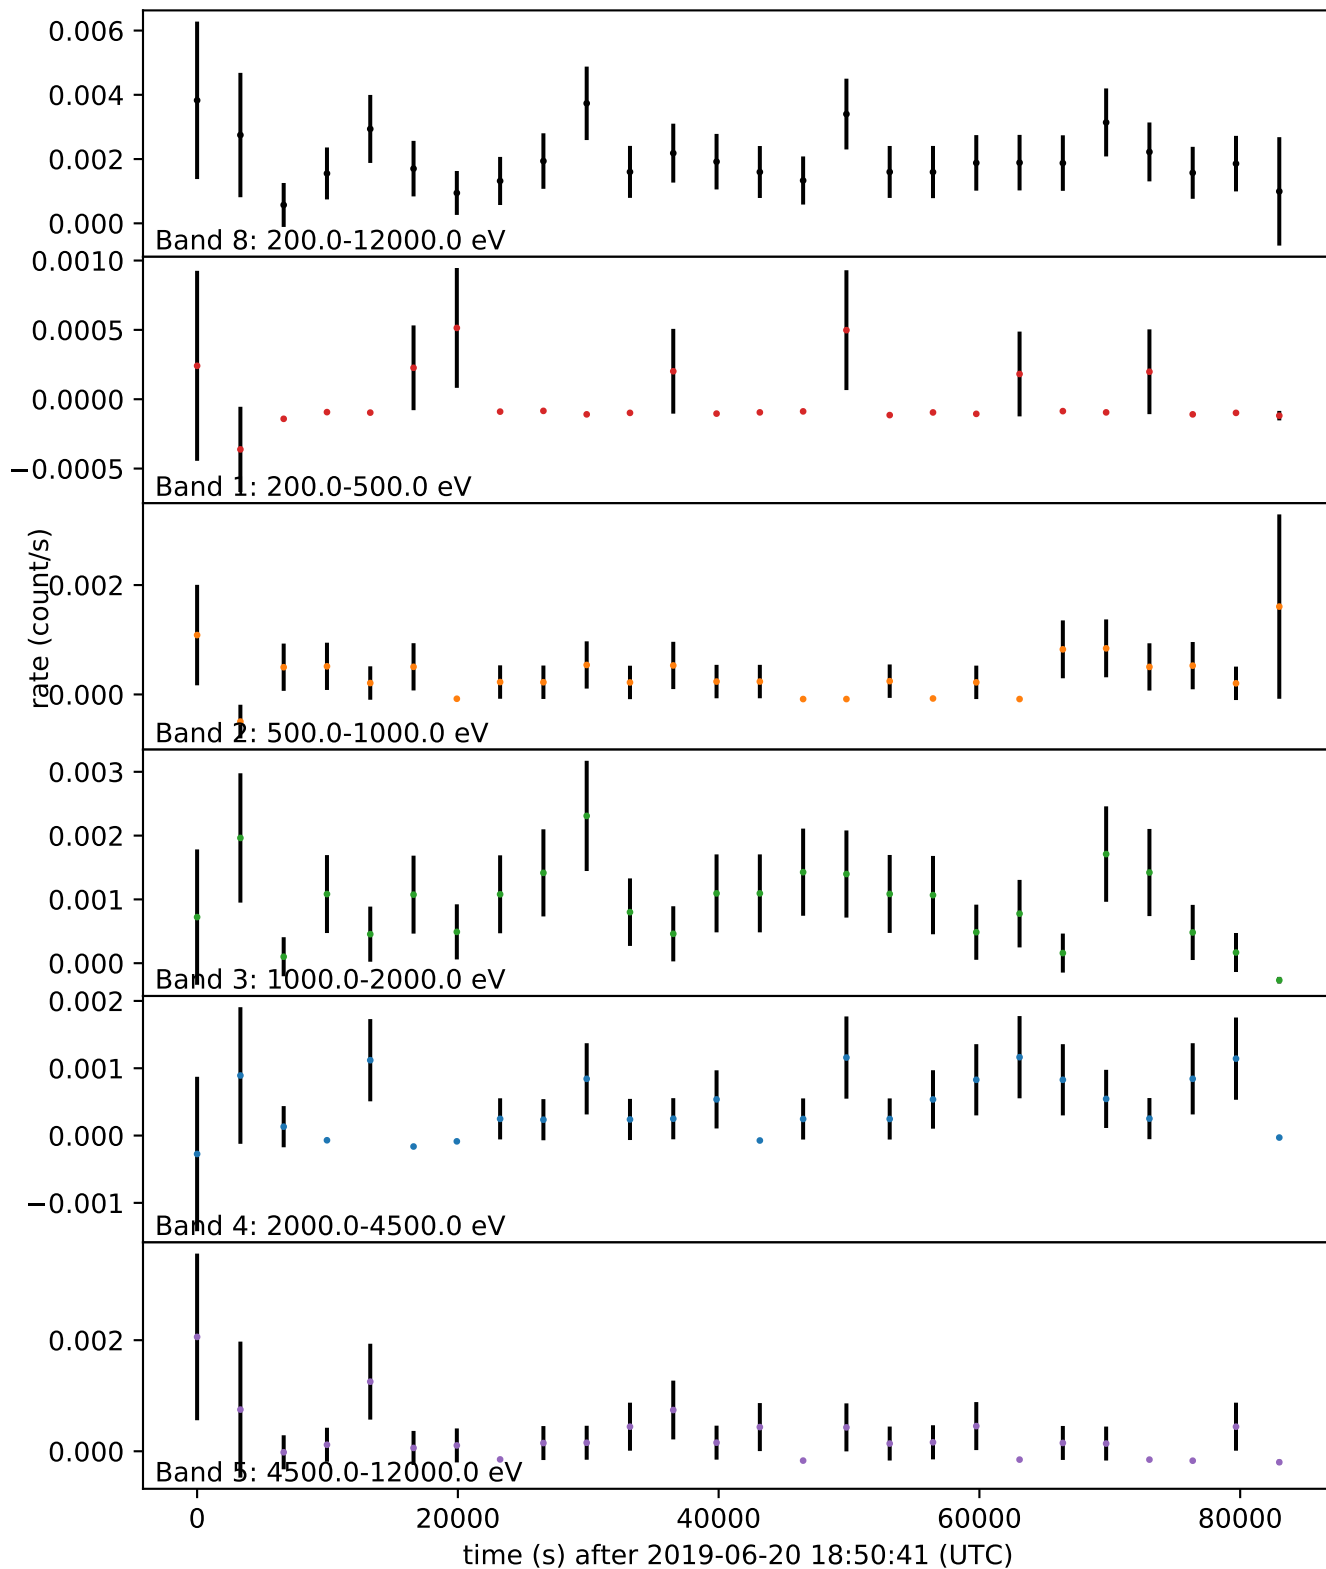 0.006
0.004
0.002
0.000
Band 8: 200.0-12000.0 eV
0.0010
0.0005
0.0000
−0.0005
Band 1: 200.0-500.0 eV
rate (count/s)
0.002
0.000
Band 2: 500.0-1000.0 eV
0.003
0.002
0.001
0.000
Band 3: 1000.0-2000.0 eV
0.002
0.001
0.000
−0.001
Band 4: 2000.0-4500.0 eV
0.002
0.000
Band 5: 4500.0-12000.0 eV
0 20000 40000 60000 80000
time (s) after 2019-06-20 18:50:41 (UTC)